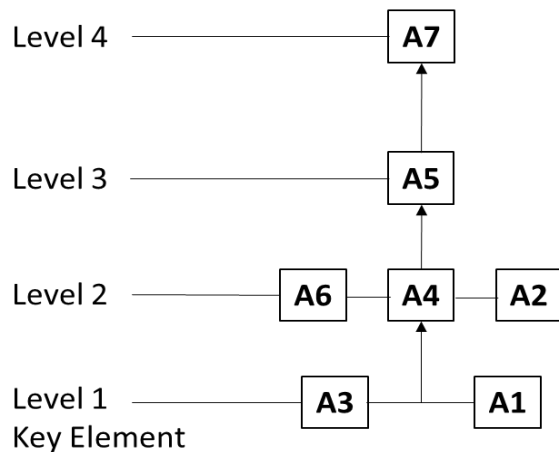 Level 4 A7
Level 3 A5
Level 2 A6 A4 A2
Level 1 A3 A1
Key Element